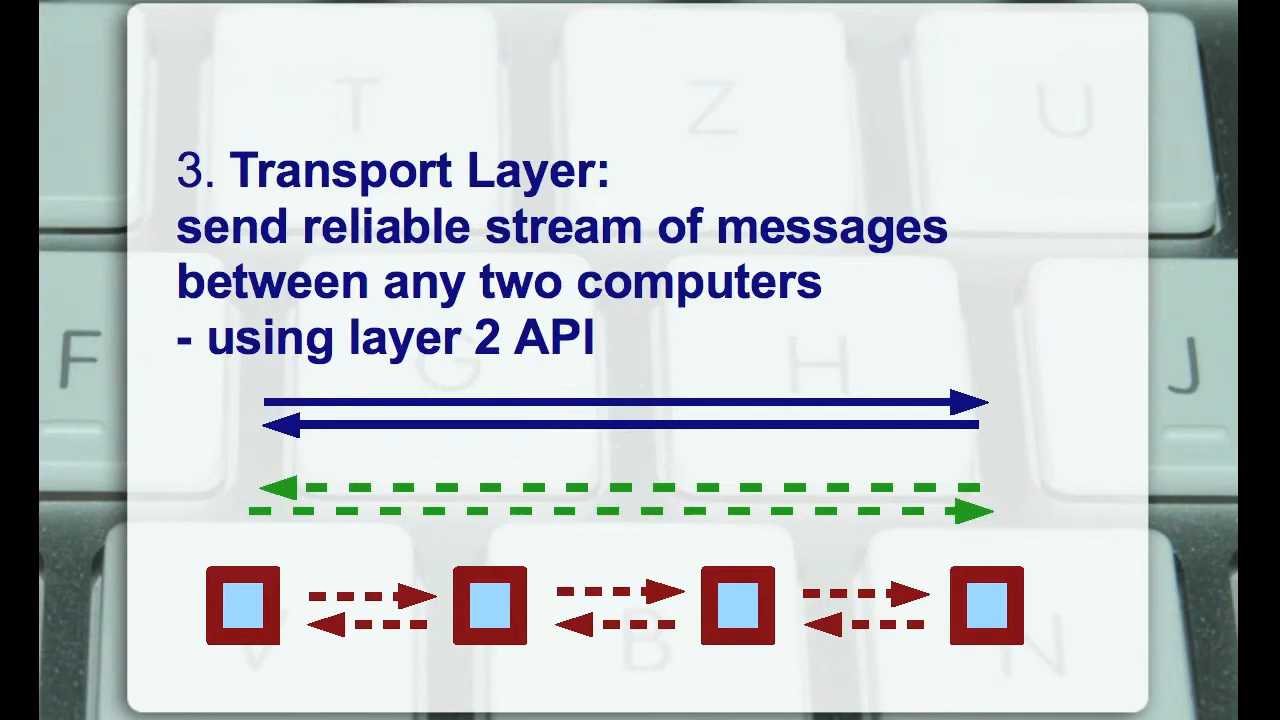 T Z U
3. Transport Layer:
send reliable stream of messages
between any two computers
- using layer 2 API
F G H J
V B N